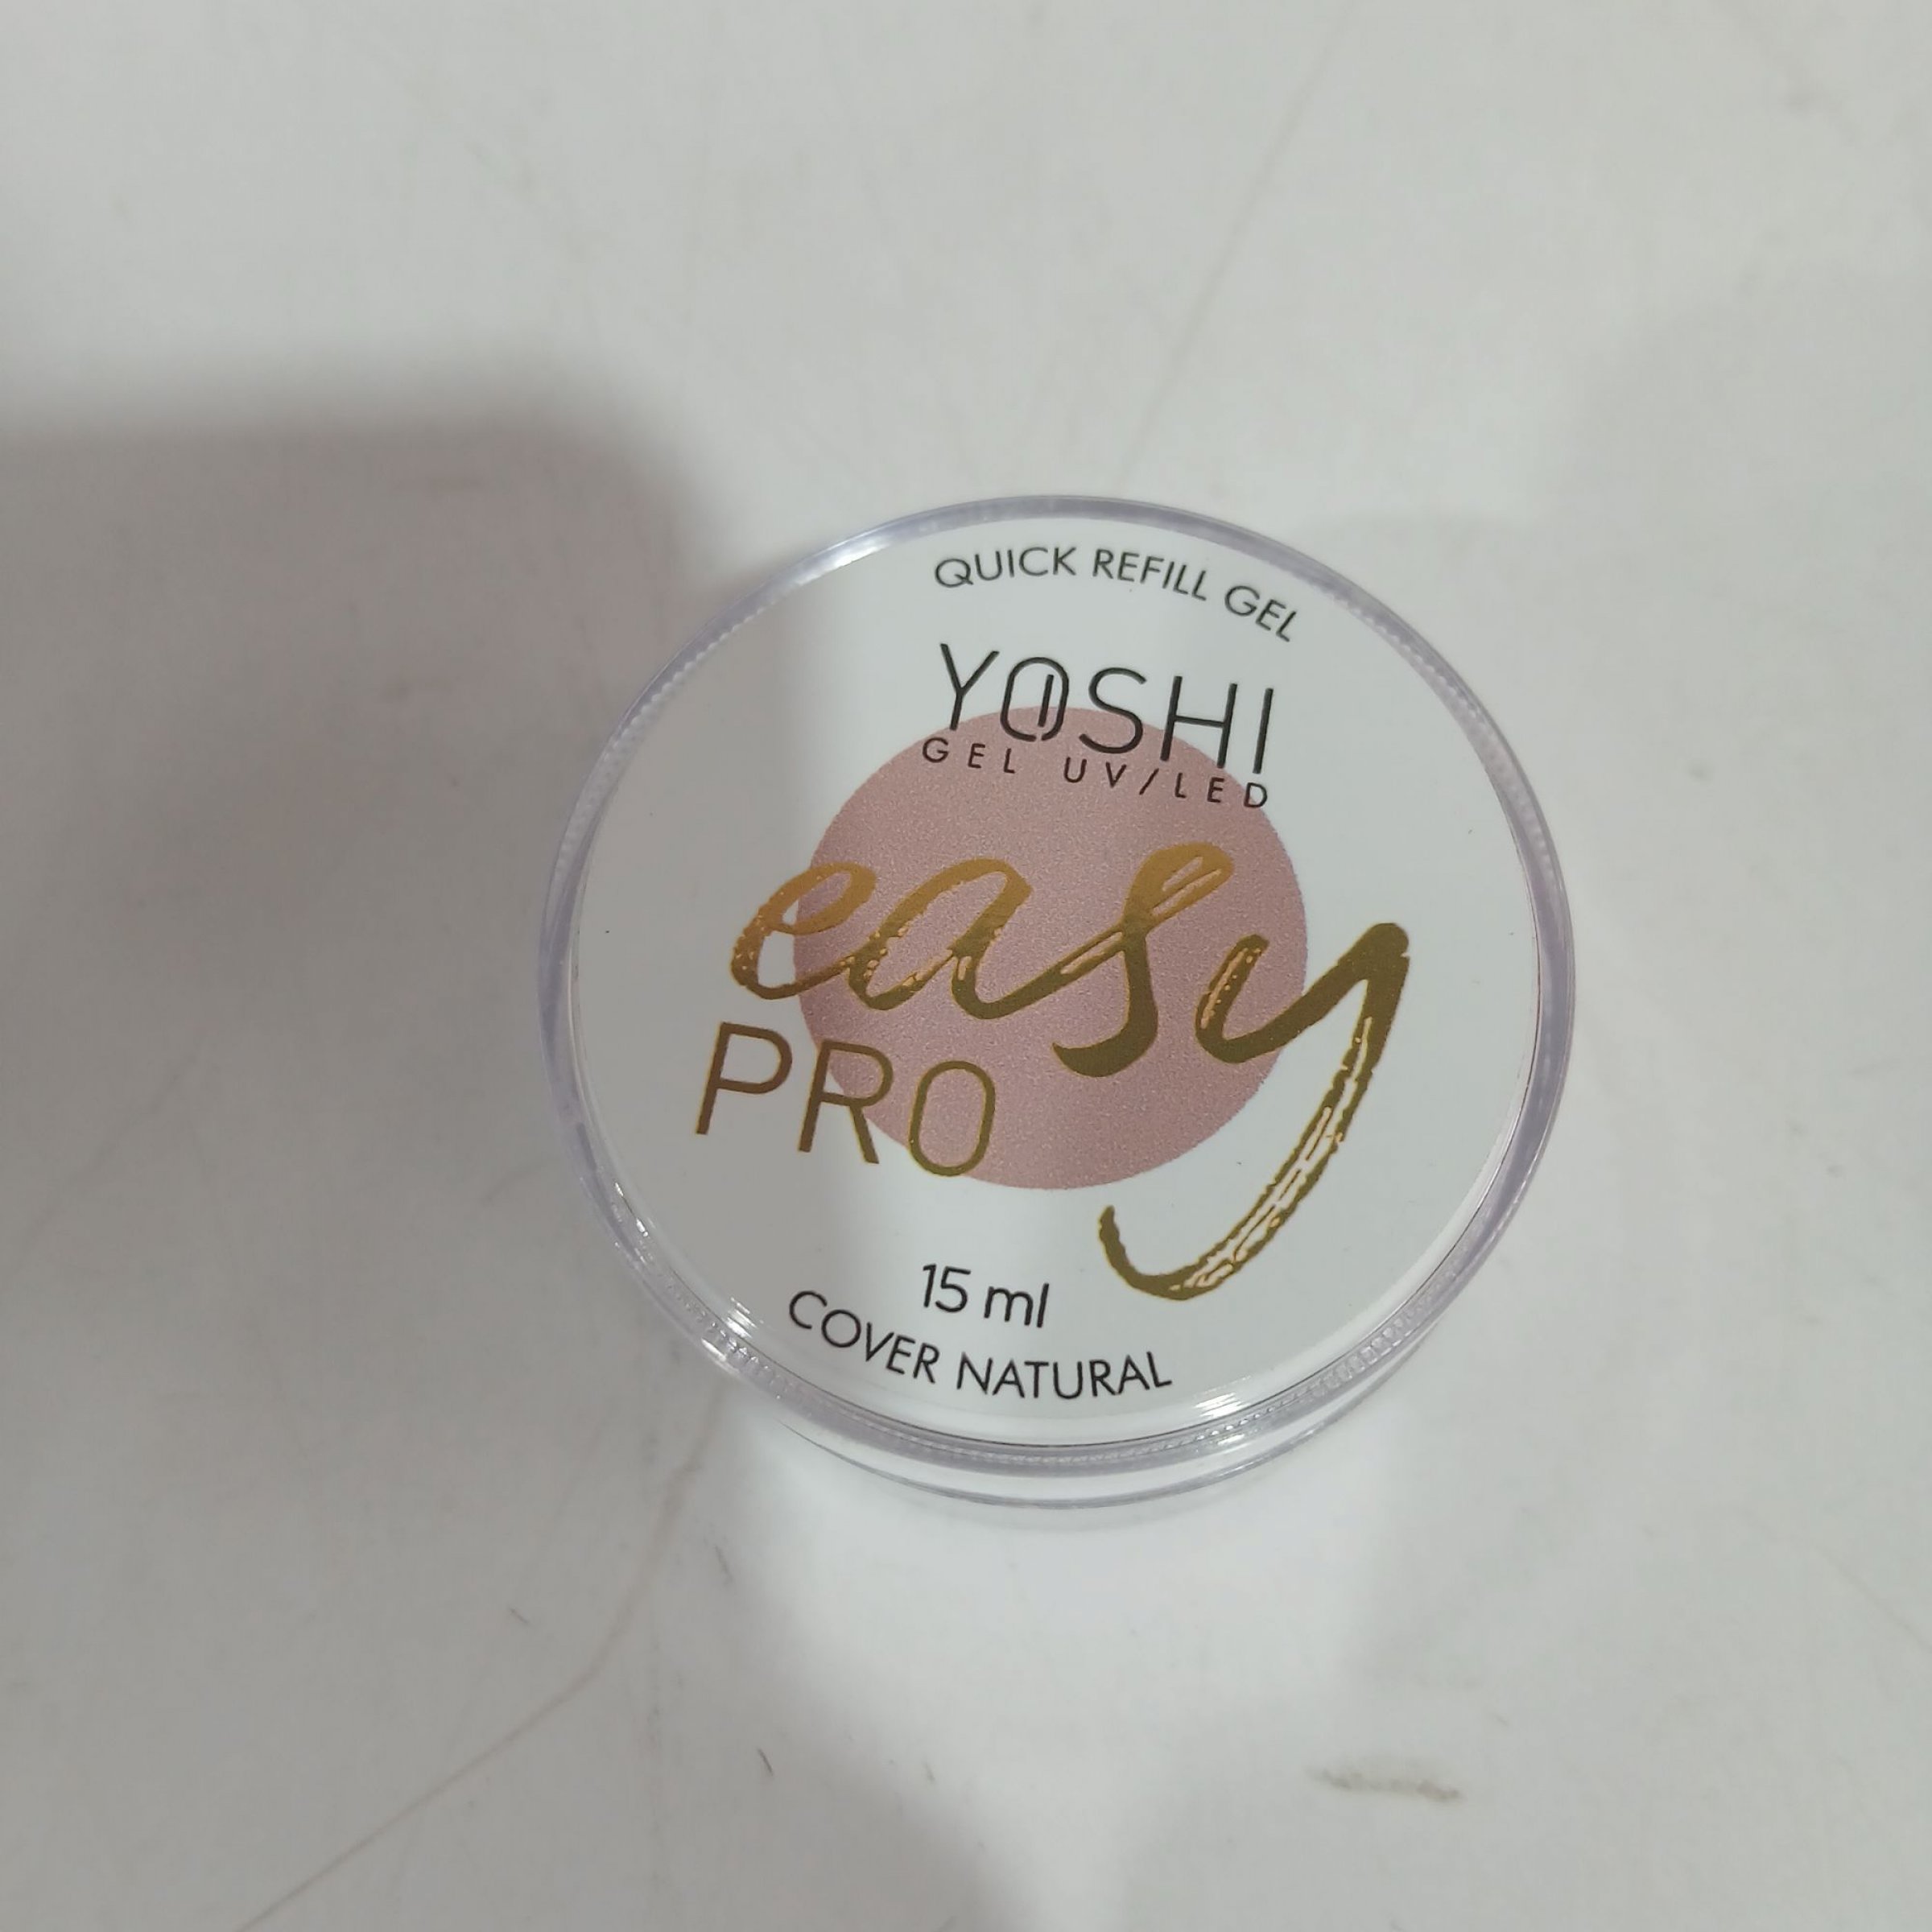 QUICK REFILL GEL
YOSHI
GEL UV/LED
easy
PRO
15 ml
COVER NATURAL